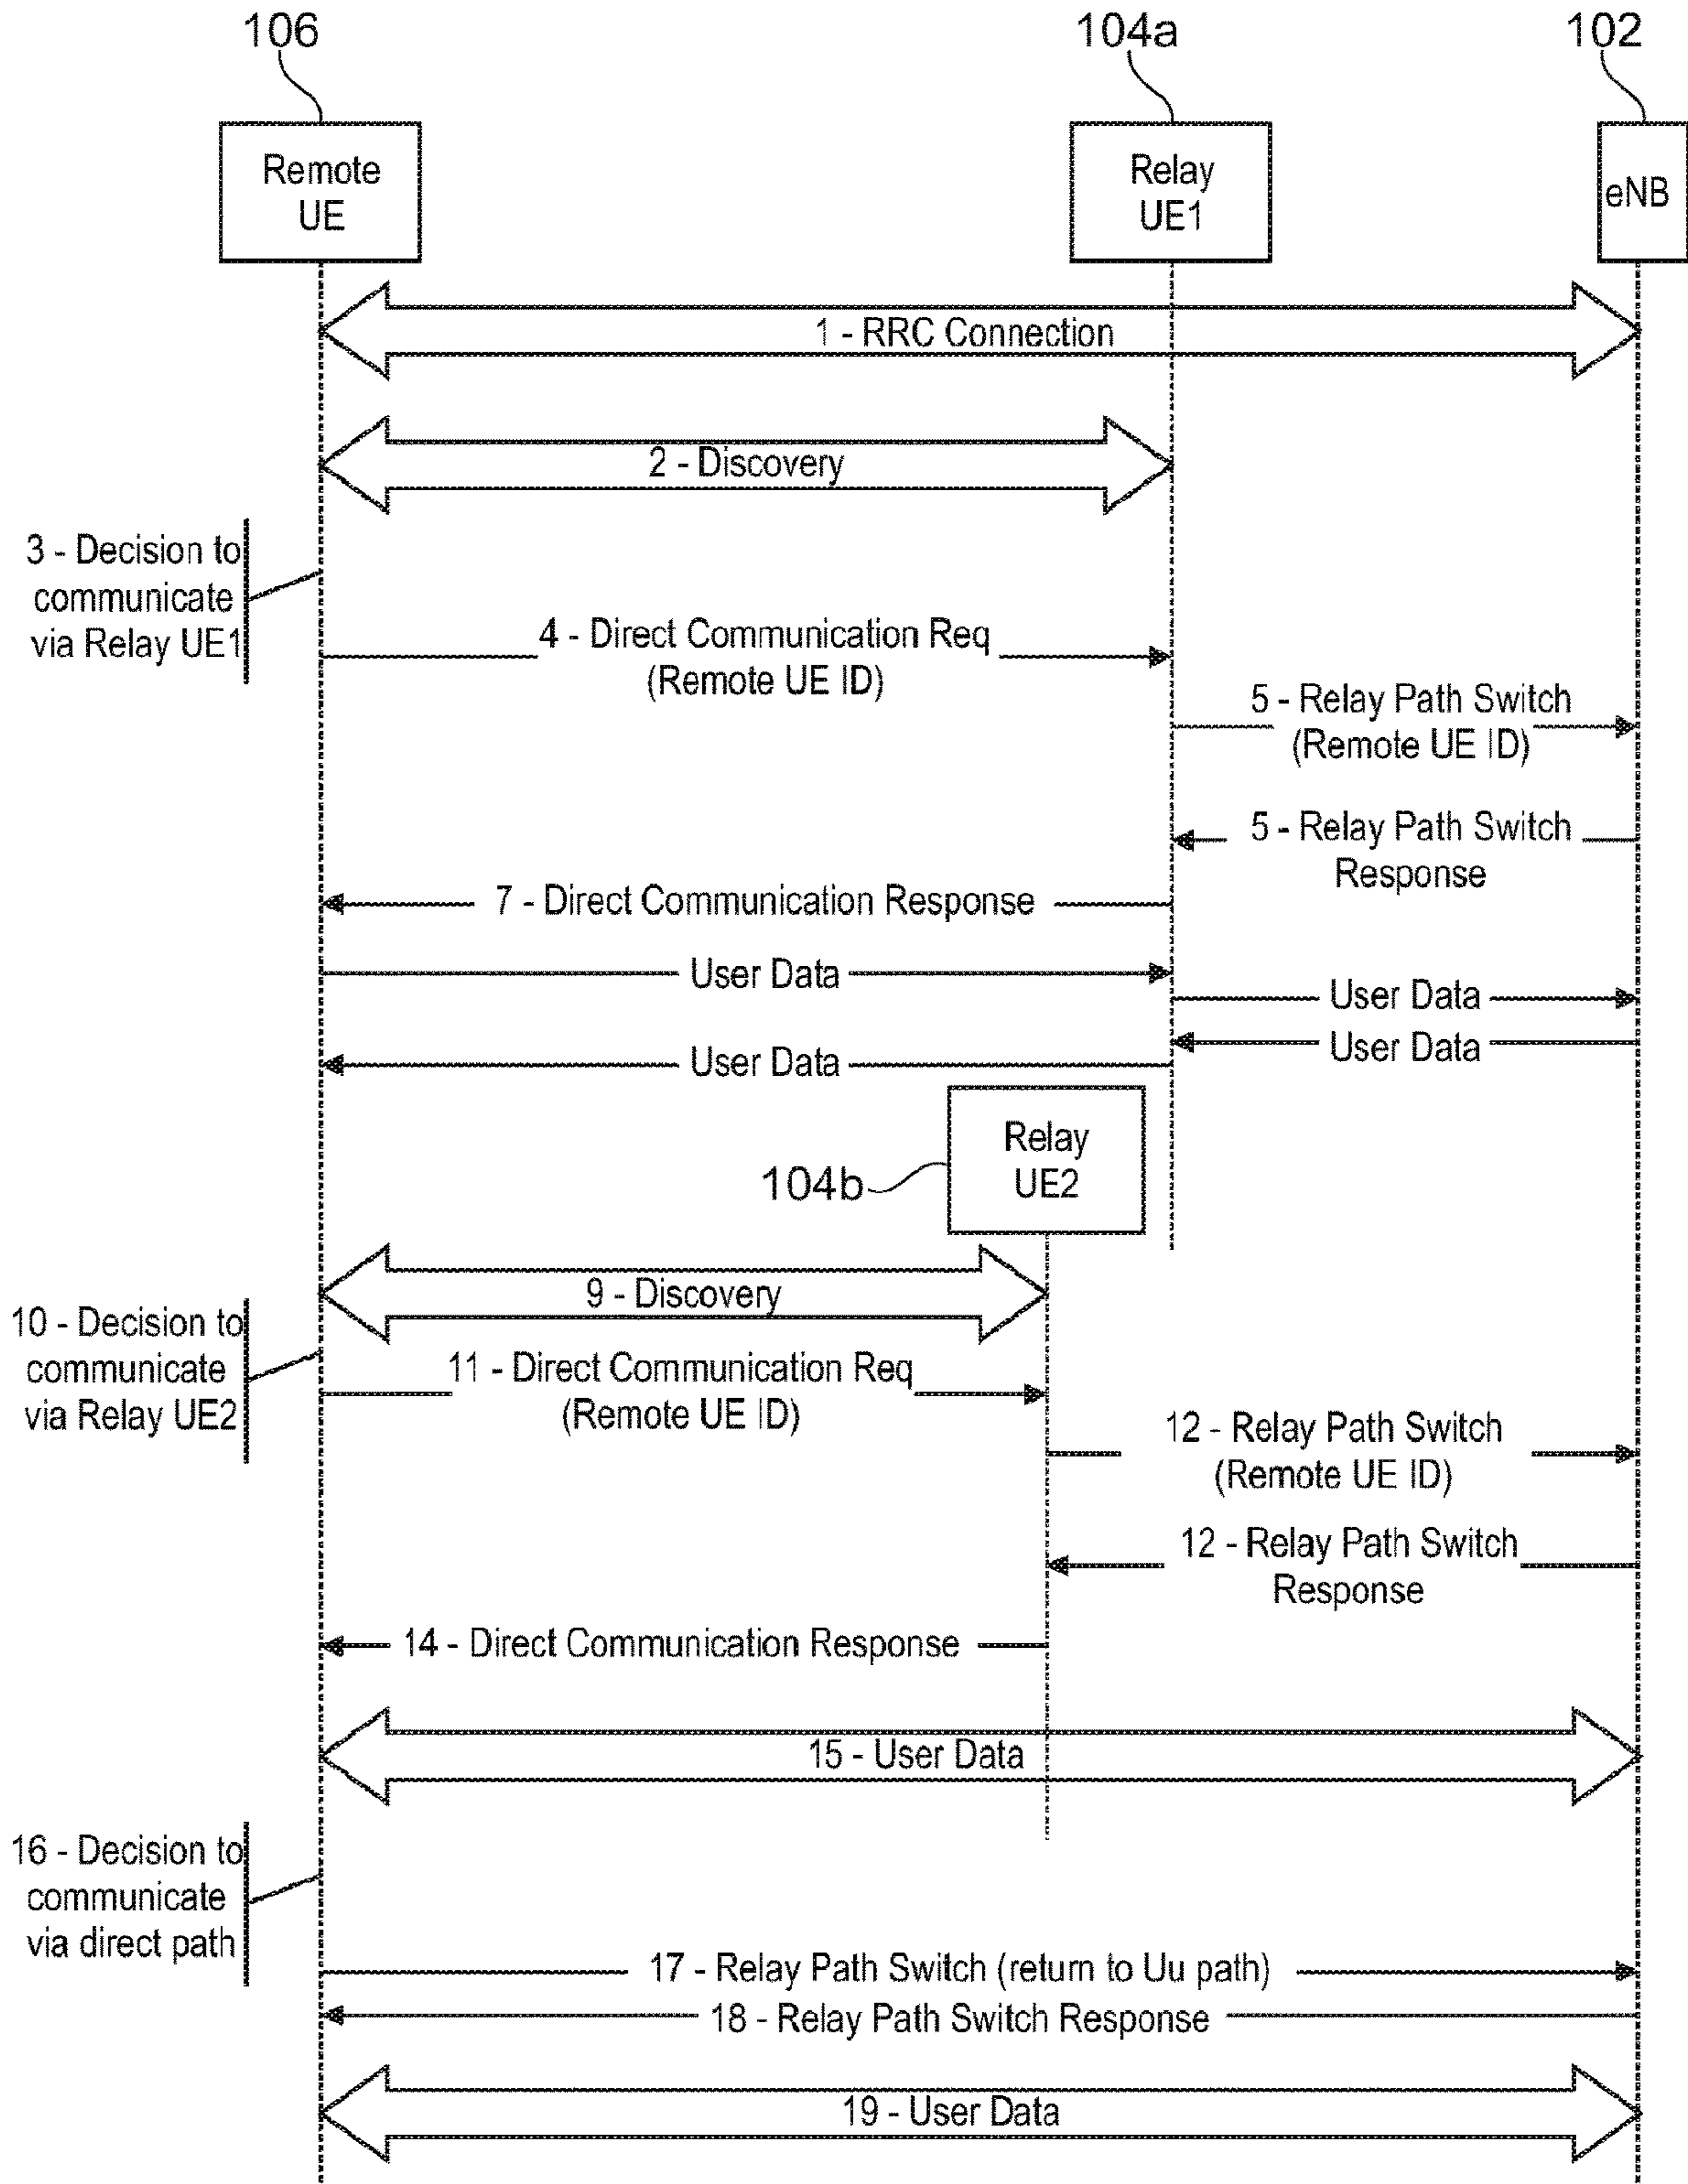 106
104a
102
Remote
UE
Relay
UE1
eNB
1 - RRC Connection
2 - Discovery
3 - Decision to
communicate
via Relay UE1
4 - Direct Communication Req
(Remote UE ID)
5 - Relay Path Switch
(Remote UE ID)
5 - Relay Path Switch
Response
7 - Direct Communication Response
User Data
User Data
User Data
User Data
Relay
UE2
104b
9 - Discovery
10 - Decision to
communicate
via Relay UE2
11 - Direct Communication Req
(Remote UE ID)
12 - Relay Path Switch
(Remote UE ID)
12 - Relay Path Switch
Response
14 - Direct Communication Response
15 - User Data
16 - Decision to
communicate
via direct path
17 - Relay Path Switch (return to Uu path)
18 - Relay Path Switch Response
19 - User Data